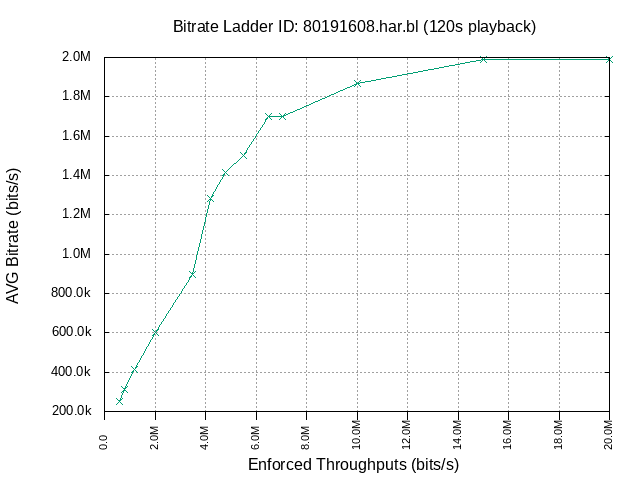 Bitrate Ladder ID: 80191608.har.bl (120s playback)
2.0M
1.8M
1.6M
1.4M
1.2M
1.0M
800.0k
600.0k
400.0k
200.0k
AVG Bitrate (bits/s)
0.0
2.0M
4.0M
6.0M
8.0M
10.0M
12.0M
14.0M
16.0M
18.0M
20.0M
Enforced Throughputs (bits/s)